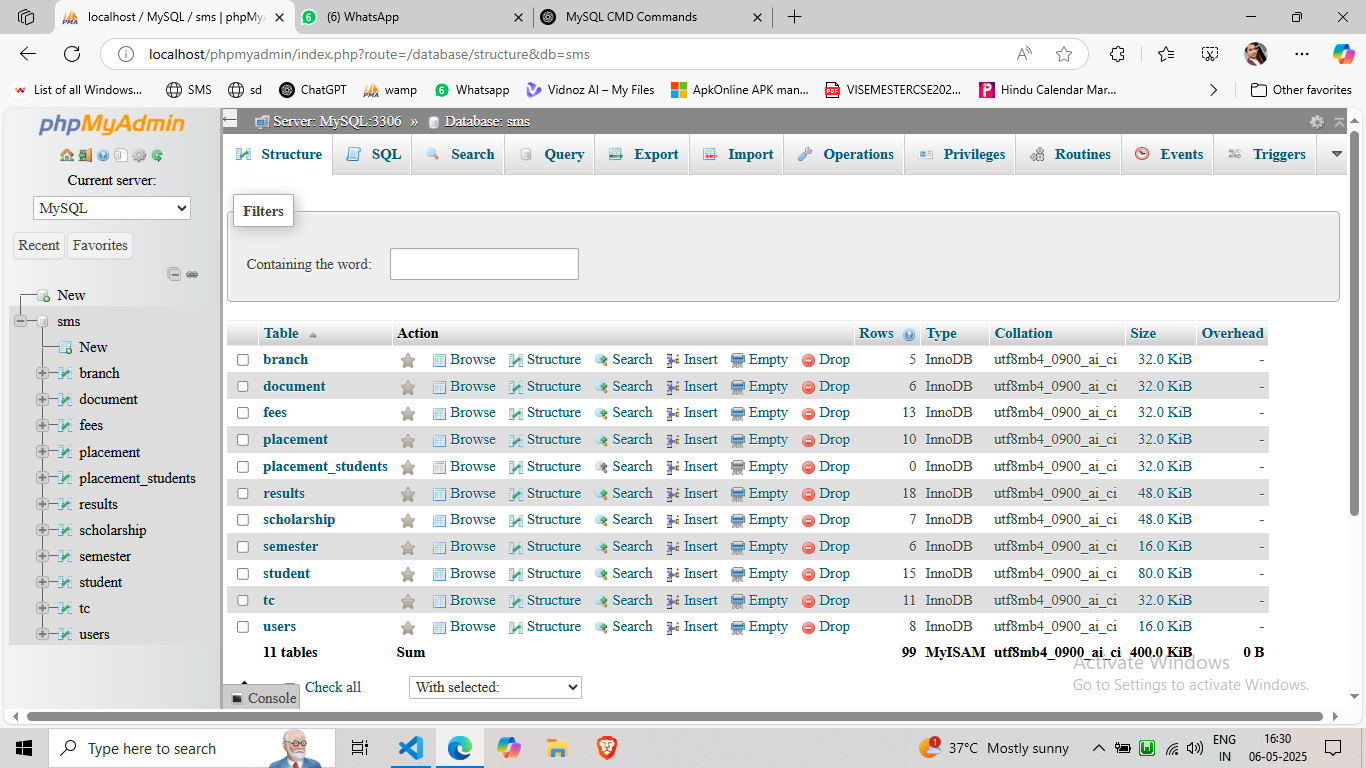 localhost / MySQL / sms | phpMy
(6) WhatsApp
MySQL CMD Commands
localhost/phpmyadmin/index.php?route=/database/structure&db=sms
List of all Windows...
SMS
sd
ChatGPT
wamp
Whatsapp
Vidnoz AI – My Files
ApkOnline APK man...
VISEMESTERCSE202...
Hindu Calendar Mar...
Other favorites
phpMyAdmin
Current server:
MySQL
Recent
Favorites
New
sms
New
branch
document
fees
placement
placement_students
results
scholarship
semester
student
tc
users
Server: MySQL:3306 » Database: sms
Structure SQL Search Query Export Import Operations Privileges Routines Events Triggers
Filters
Containing the word:
Table Action Rows Type Collation Size Overhead
branch Browse Structure Search Insert Empty Drop 5 InnoDB utf8mb4_0900_ai_ci 32.0 KiB -
document Browse Structure Search Insert Empty Drop 6 InnoDB utf8mb4_0900_ai_ci 32.0 KiB -
fees Browse Structure Search Insert Empty Drop 13 InnoDB utf8mb4_0900_ai_ci 32.0 KiB -
placement Browse Structure Search Insert Empty Drop 10 InnoDB utf8mb4_0900_ai_ci 32.0 KiB -
placement_students Browse Structure Search Insert Empty Drop 0 InnoDB utf8mb4_0900_ai_ci 32.0 KiB -
results Browse Structure Search Insert Empty Drop 18 InnoDB utf8mb4_0900_ai_ci 48.0 KiB -
scholarship Browse Structure Search Insert Empty Drop 7 InnoDB utf8mb4_0900_ai_ci 48.0 KiB -
semester Browse Structure Search Insert Empty Drop 6 InnoDB utf8mb4_0900_ai_ci 16.0 KiB -
student Browse Structure Search Insert Empty Drop 15 InnoDB utf8mb4_0900_ai_ci 80.0 KiB -
tc Browse Structure Search Insert Empty Drop 11 InnoDB utf8mb4_0900_ai_ci 32.0 KiB -
users Browse Structure Search Insert Empty Drop 8 InnoDB utf8mb4_0900_ai_ci 16.0 KiB -
11 tables Sum 99 MyISAM utf8mb4_0900_ai_ci 400.0 KiB 0 B
Check all
With selected:
Console
Activate Windows
Go to Settings to activate Windows.
Type here to search
37°C Mostly sunny
ENG
IN
16:30
06-05-2025